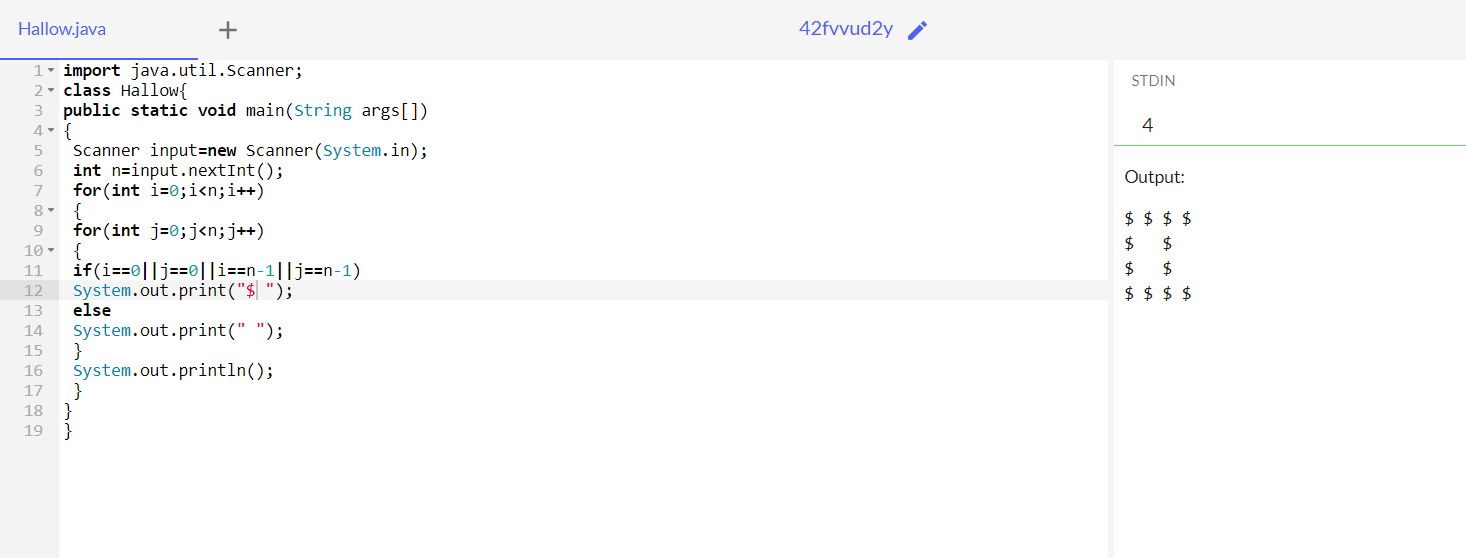 Hallow.java + 42fvvud2y
1 import java.util.Scanner;
2 class Hallow{
3 public static void main(String args[])
4 {
5  Scanner input=new Scanner(System.in);
6  int n=input.nextInt();
7  for(int i=0;i<n;i++)
8  {
9  for(int j=0;j<n;j++)
10  {
11  if(i==0||j==0||i==n-1||j==n-1)
12  System.out.print("$ ");
13  else
14  System.out.print(" ");
15  }
16  System.out.println();
17  }
18 }
19 }
STDIN
4
Output:
$ $ $ $
$   $
$   $
$ $ $ $